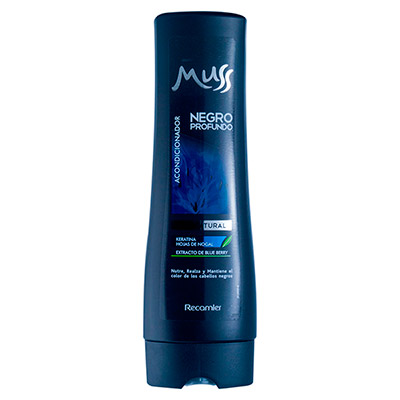 Muss
ACONDICIONADOR
NEGRO
PROFUNDO
TURAL
KERATINA
HOJAS DE NOGAL
EXTRACTO DE BLUE BERRY
Nutre, Realza y Mantiene el
color de los cabellos negros
Recamier